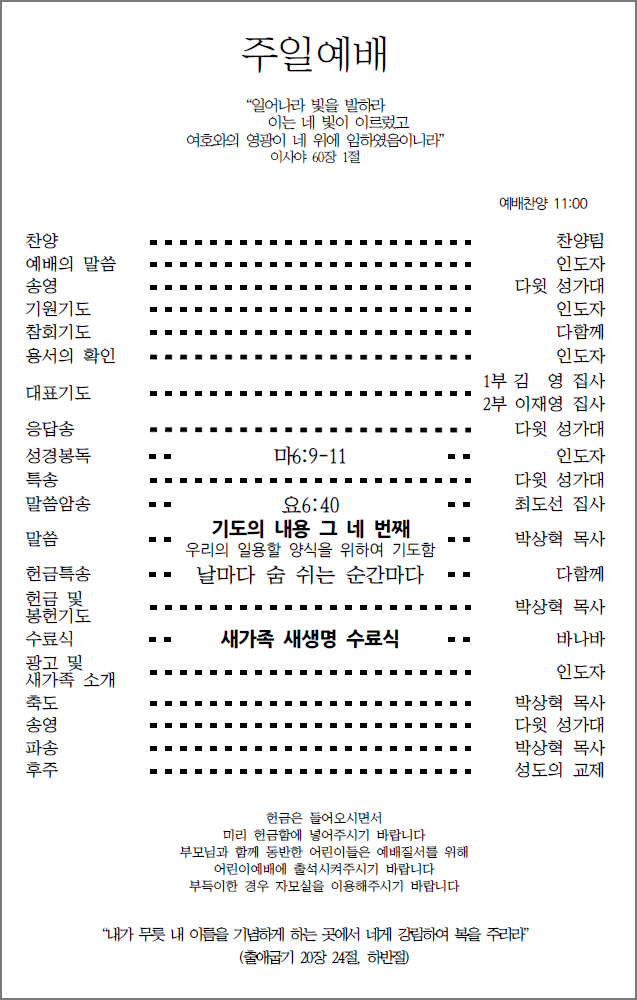 주일예배
“일어나라 빛을 발하라
이는 네 빛이 이르렀고
여호와의 영광이 네 위에 임하였음이니라”
이사야 60장 1절
예배찬양 11:00
찬양 찬양팀
예배의 말씀 인도자
송영 다윗 성가대
기원기도 인도자
참회기도 다함께
용서의 확인 인도자
대표기도 1부 김 영 집사
2부 이재영 집사
응답송 다윗 성가대
성경봉독 마6:9-11 인도자
특송 다윗 성가대
말씀암송 요6:40 최도선 집사
말씀 기도의 내용 그 네 번째 박상혁 목사
우리의 일용할 양식을 위하여 기도함
헌금특송 날마다 숨 쉬는 순간마다 다함께
헌금 및
봉헌기도 박상혁 목사
수료식 새가족 새생명 수료식 바나바
광고 및
새가족 소개 인도자
축도 박상혁 목사
송영 다윗 성가대
파송 박상혁 목사
후주 성도의 교제
헌금은 들어오시면서
미리 헌금함에 넣어주시기 바랍니다
부모님과 함께 동반한 어린이들은 예배질서를 위해
어린이예배에 출석시켜주시기 바랍니다
부득이한 경우 자모실을 이용해주시기 바랍니다
“내가 무릇 내 이름을 기념하게 하는 곳에서 네게 강림하여 복을 주리라”
(출애굽기 20장 24절, 하반절)